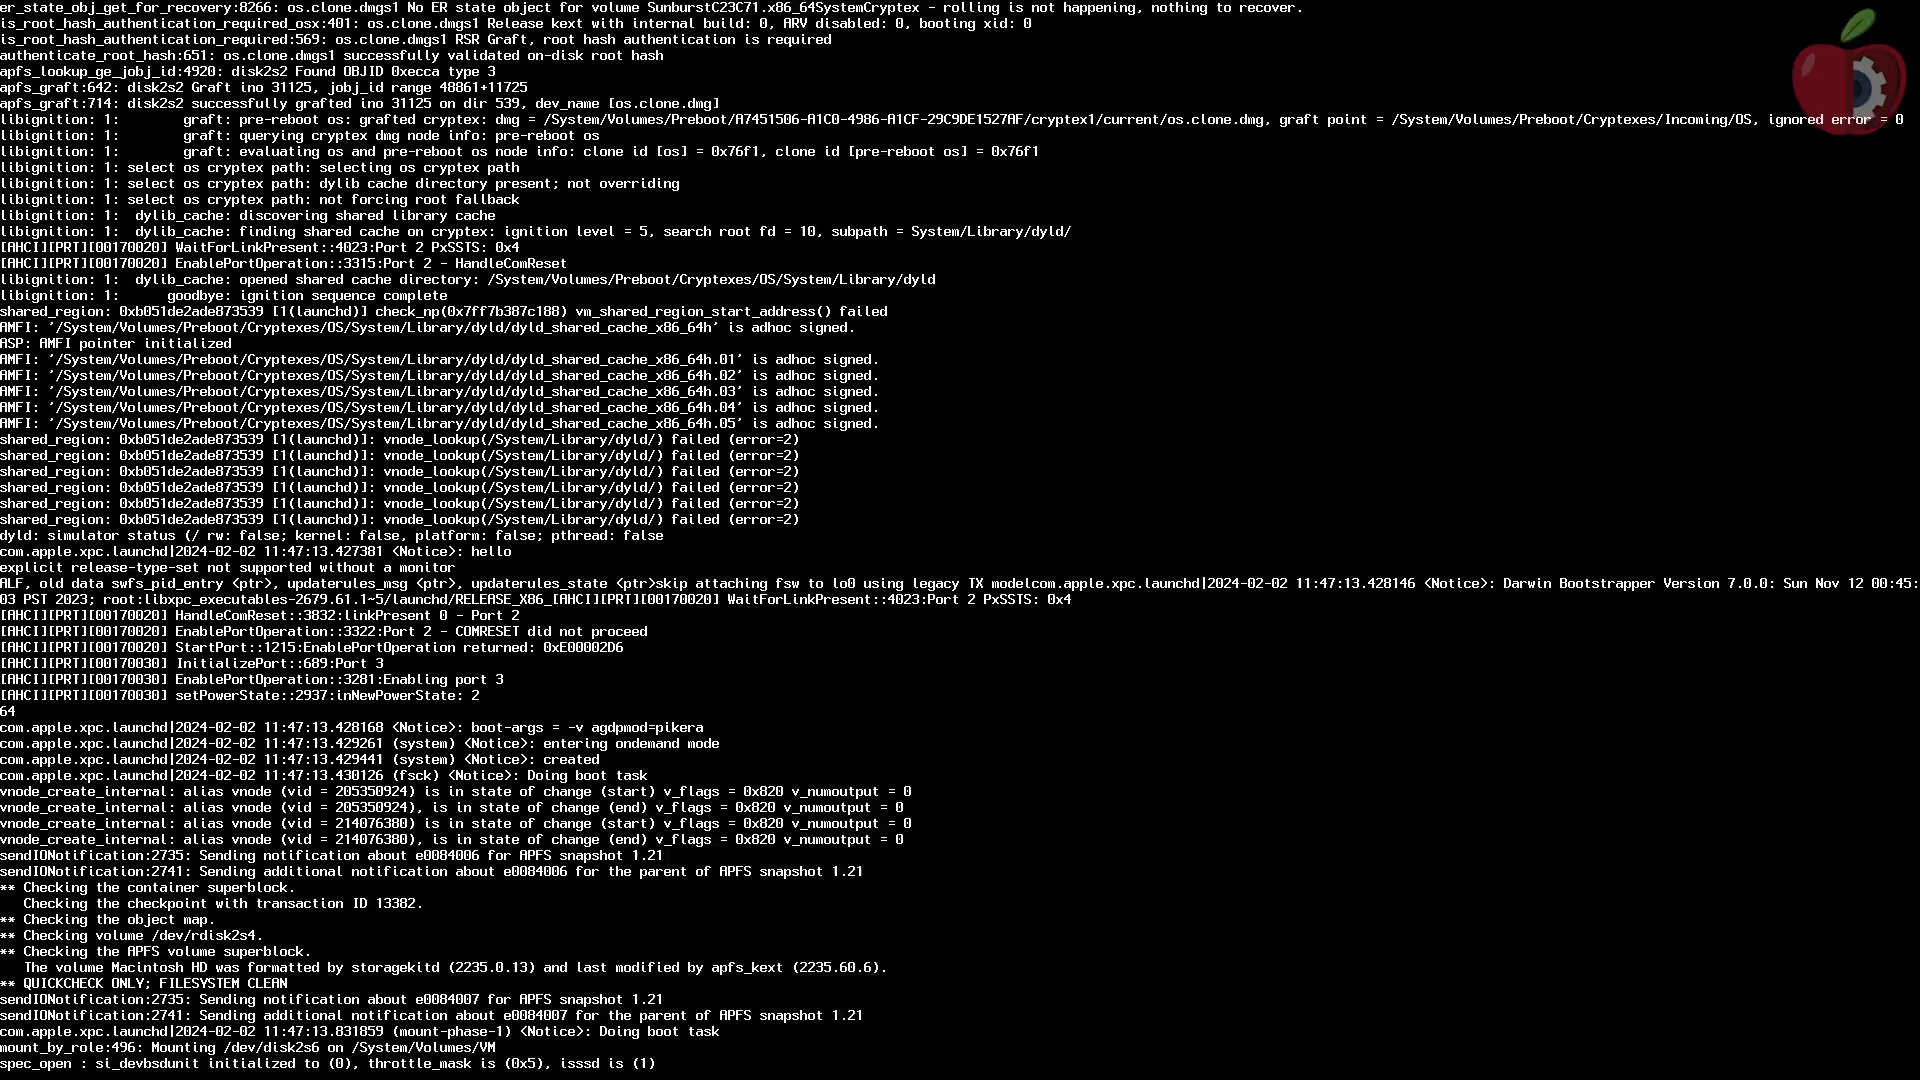 er_state_obj_get_for_recovery:8266: os.clone.dmgs1 No ER state object for volume SunburstC23C71.x86_64SystemCryptex - rolling is not happening, nothing to recover.
is_root_hash_authentication_required_osx:401: os.clone.dmgs1 Release kext with internal build: 0, ARV disabled: 0, booting xid: 0
is_root_hash_authentication_required:569: os.clone.dmgs1 RSR Graft, root hash authentication is required
authenticate_root_hash:651: os.clone.dmgs1 successfully validated on-disk root hash
apfs_lookup_ge_jobj_id:4920: disk2s2 Found OBJID 0xecca type 3
apfs_graft:642: disk2s2 Graft ino 31125, jobj_id range 48861+11725
apfs_graft:714: disk2s2 successfully grafted ino 31125 on dir 539, dev_name [os.clone.dmg]
libignition: 1:        graft: pre-reboot os: grafted cryptex: dmg = /System/Volumes/Preboot/A7451506-A1C0-4986-A1CF-29C9DE1527AF/cryptex1/current/os.clone.dmg, graft point = /System/Volumes/Preboot/Cryptexes/Incoming/OS, ignored error = 0
libignition: 1:        graft: querying cryptex dmg node info: pre-reboot os
libignition: 1:        graft: evaluating os and pre-reboot os node info: clone id [os] = 0x76f1, clone id [pre-reboot os] = 0x76f1
libignition: 1: select os cryptex path: selecting os cryptex path
libignition: 1: select os cryptex path: dylib cache directory present; not overriding
libignition: 1: select os cryptex path: not forcing root fallback
libignition: 1:  dylib_cache: discovering shared library cache
libignition: 1:  dylib_cache: finding shared cache on cryptex: ignition level = 5, search root fd = 10, subpath = System/Library/dyld/
[AHCI][PRT][00170020] WaitForLinkPresent::4023:Port 2 PxSSTS: 0x4
[AHCI][PRT][00170020] EnablePortOperation::3315:Port 2 - HandleComReset
libignition: 1:  dylib_cache: opened shared cache directory: /System/Volumes/Preboot/Cryptexes/OS/System/Library/dyld
libignition: 1:      goodbye: ignition sequence complete
shared_region: 0xb051de2ade873539 [1(launchd)] check_np(0x7ff7b387c188) vm_shared_region_start_address() failed
AMFI: '/System/Volumes/Preboot/Cryptexes/OS/System/Library/dyld/dyld_shared_cache_x86_64h' is adhoc signed.
ASP: AMFI pointer initialized
AMFI: '/System/Volumes/Preboot/Cryptexes/OS/System/Library/dyld/dyld_shared_cache_x86_64h.01' is adhoc signed.
AMFI: '/System/Volumes/Preboot/Cryptexes/OS/System/Library/dyld/dyld_shared_cache_x86_64h.02' is adhoc signed.
AMFI: '/System/Volumes/Preboot/Cryptexes/OS/System/Library/dyld/dyld_shared_cache_x86_64h.03' is adhoc signed.
AMFI: '/System/Volumes/Preboot/Cryptexes/OS/System/Library/dyld/dyld_shared_cache_x86_64h.04' is adhoc signed.
AMFI: '/System/Volumes/Preboot/Cryptexes/OS/System/Library/dyld/dyld_shared_cache_x86_64h.05' is adhoc signed.
shared_region: 0xb051de2ade873539 [1(launchd)]: vnode_lookup(/System/Library/dyld/) failed (error=2)
shared_region: 0xb051de2ade873539 [1(launchd)]: vnode_lookup(/System/Library/dyld/) failed (error=2)
shared_region: 0xb051de2ade873539 [1(launchd)]: vnode_lookup(/System/Library/dyld/) failed (error=2)
shared_region: 0xb051de2ade873539 [1(launchd)]: vnode_lookup(/System/Library/dyld/) failed (error=2)
shared_region: 0xb051de2ade873539 [1(launchd)]: vnode_lookup(/System/Library/dyld/) failed (error=2)
shared_region: 0xb051de2ade873539 [1(launchd)]: vnode_lookup(/System/Library/dyld/) failed (error=2)
dyld: simulator status (/ rw: false; kernel: false, platform: false; pthread: false
com.apple.xpc.launchd|2024-02-02 11:47:13.427381 <Notice>: hello
explicit release-type-set not supported without a monitor
ALF, old data swfs_pid_entry <ptr>, updaterules_msg <ptr>, updaterules_state <ptr>skip attaching fsw to lo0 using legacy TX modelcom.apple.xpc.launchd|2024-02-02 11:47:13.428146 <Notice>: Darwin Bootstrapper Version 7.0.0: Sun Nov 12 00:45:
03 PST 2023; root:libxpc_executables-2679.61.1~5/launchd/RELEASE_X86_[AHCI][PRT][00170020] WaitForLinkPresent::4023:Port 2 PxSSTS: 0x4
[AHCI][PRT][00170020] HandleComReset::3832:linkPresent 0 - Port 2
[AHCI][PRT][00170020] EnablePortOperation::3322:Port 2 - COMRESET did not proceed
[AHCI][PRT][00170020] StartPort::1215:EnablePortOperation returned: 0xE00002D6
[AHCI][PRT][00170030] InitializePort::689:Port 3
[AHCI][PRT][00170030] EnablePortOperation::3281:Enabling port 3
[AHCI][PRT][00170030] setPowerState::2937:inNewPowerState: 2
64
com.apple.xpc.launchd|2024-02-02 11:47:13.428168 <Notice>: boot-args = -v agdpmod=pikera
com.apple.xpc.launchd|2024-02-02 11:47:13.429261 (system) <Notice>: entering ondemand mode
com.apple.xpc.launchd|2024-02-02 11:47:13.429441 (system) <Notice>: created
com.apple.xpc.launchd|2024-02-02 11:47:13.430126 (fsck) <Notice>: Doing boot task
vnode_create_internal: alias vnode (vid = 205350924) is in state of change (start) v_flags = 0x820 v_numoutput = 0
vnode_create_internal: alias vnode (vid = 205350924), is in state of change (end) v_flags = 0x820 v_numoutput = 0
vnode_create_internal: alias vnode (vid = 214076380) is in state of change (start) v_flags = 0x820 v_numoutput = 0
vnode_create_internal: alias vnode (vid = 214076380), is in state of change (end) v_flags = 0x820 v_numoutput = 0
sendIONotification:2735: Sending notification about e0084006 for APFS snapshot 1.21
sendIONotification:2741: Sending additional notification about e0084006 for the parent of APFS snapshot 1.21
** Checking the container superblock.
   Checking the checkpoint with transaction ID 13382.
** Checking the object map.
** Checking volume /dev/rdisk2s4.
** Checking the APFS volume superblock.
   The volume Macintosh HD was formatted by storagekitd (2235.0.13) and last modified by apfs_kext (2235.60.6).
** QUICKCHECK ONLY; FILESYSTEM CLEAN
sendIONotification:2735: Sending notification about e0084007 for APFS snapshot 1.21
sendIONotification:2741: Sending additional notification about e0084007 for the parent of APFS snapshot 1.21
com.apple.xpc.launchd|2024-02-02 11:47:13.831859 (mount-phase-1) <Notice>: Doing boot task
mount_by_role:496: Mounting /dev/disk2s6 on /System/Volumes/VM
spec_open : si_devbsdunit initialized to (0), throttle_mask is (0x5), isssd is (1)